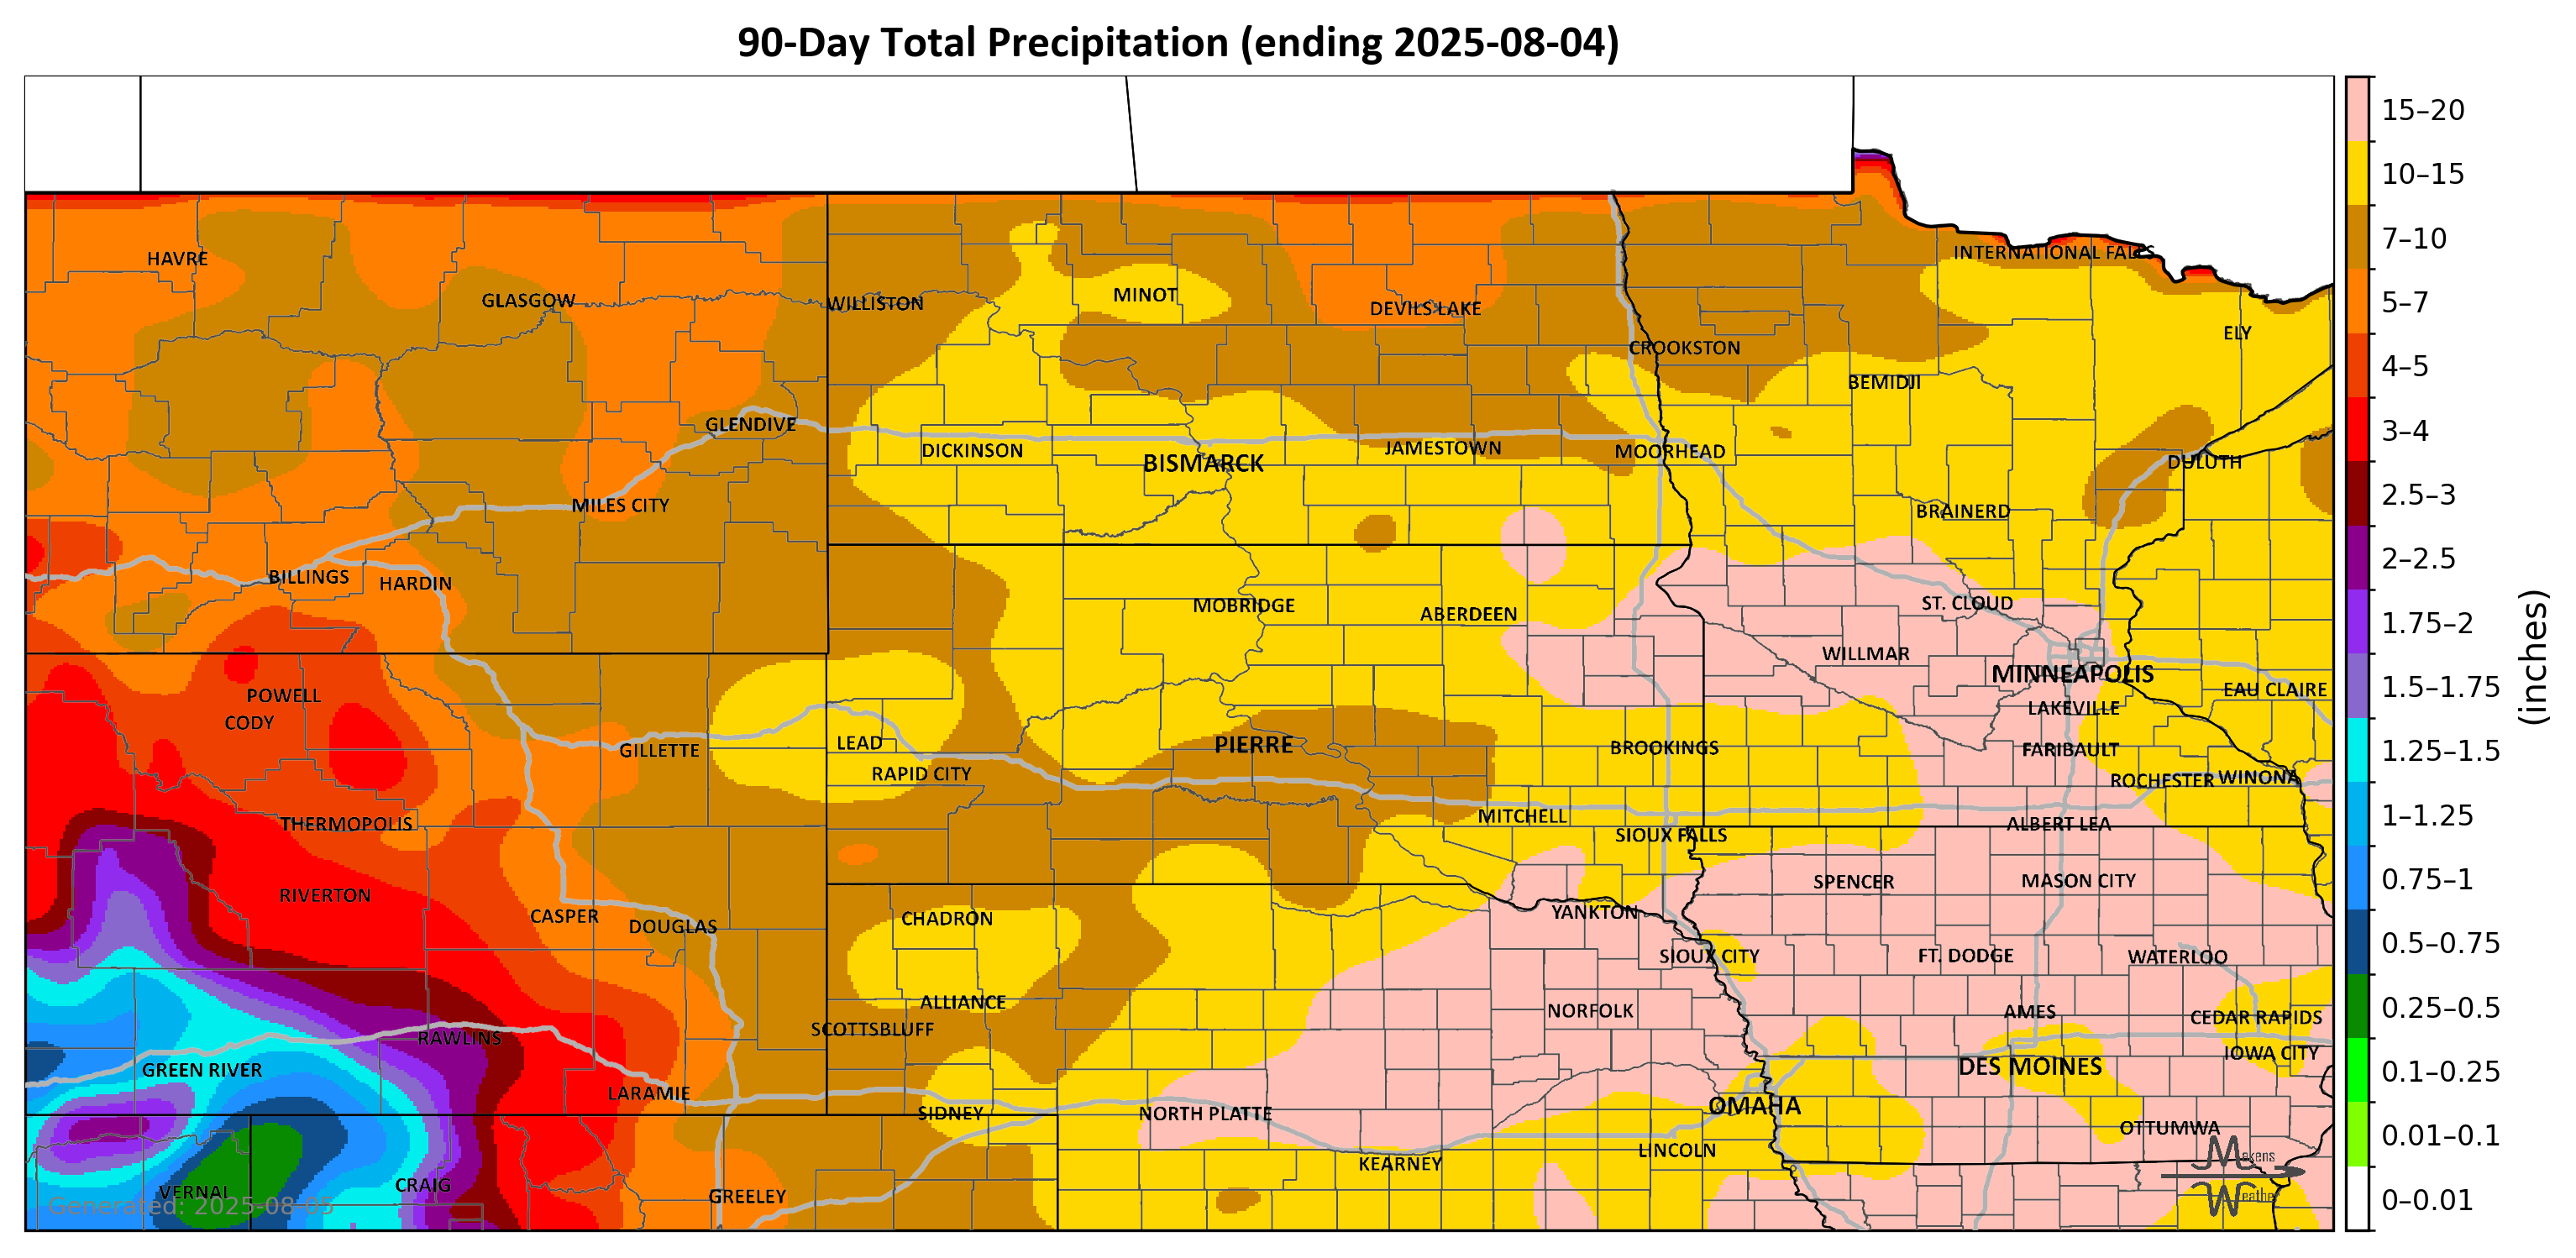 90-Day Total Precipitation (ending 2025-08-04)
15–20
10–15
7–10
5–7
4–5
3–4
2.5–3
2–2.5
1.75–2
1.5–1.75
1.25–1.5
1–1.25
0.75–1
0.5–0.75
0.25–0.5
0.1–0.25
0.01–0.1
0–0.01
(inches)
HAVRE
INTERNATIONAL FALLS
GLASGOW
WILLISTON
MINOT
DEVILS LAKE
ELY
CROOKSTON
BEMIDJI
GLENDIVE
DICKINSON
BISMARCK
JAMESTOWN
MOORHEAD
DULUTH
MILES CITY
BRAINERD
BILLINGS
HARDIN
MOBRIDGE
ABERDEEN
ST. CLOUD
WILLMAR
MINNEAPOLIS
EAU CLAIRE
POWELL
CODY
LAKEVILLE
GILLETTE
LEAD
PIERRE
BROOKINGS
FARIBAULT
RAPID CITY
ROCHESTER
WINONA
THERMOPOLIS
MITCHELL
SIOUX FALLS
ALBERT LEA
RIVERTON
SPENCER
MASON CITY
CASPER
DOUGLAS
CHADRON
YANKTON
SIOUX CITY
FT. DODGE
WATERLOO
ALLIANCE
NORFOLK
AMES
CEDAR RAPIDS
SCOTTSBLUFF
RAWLINS
IOWA CITY
GREEN RIVER
DES MOINES
LARAMIE
SIDNEY
NORTH PLATTE
OMAHA
OTTUMWA
KEARNEY
LINCOLN
VERNAL
CRAIG
GREELEY
Generated: 2025-08-05
Makens
Weather